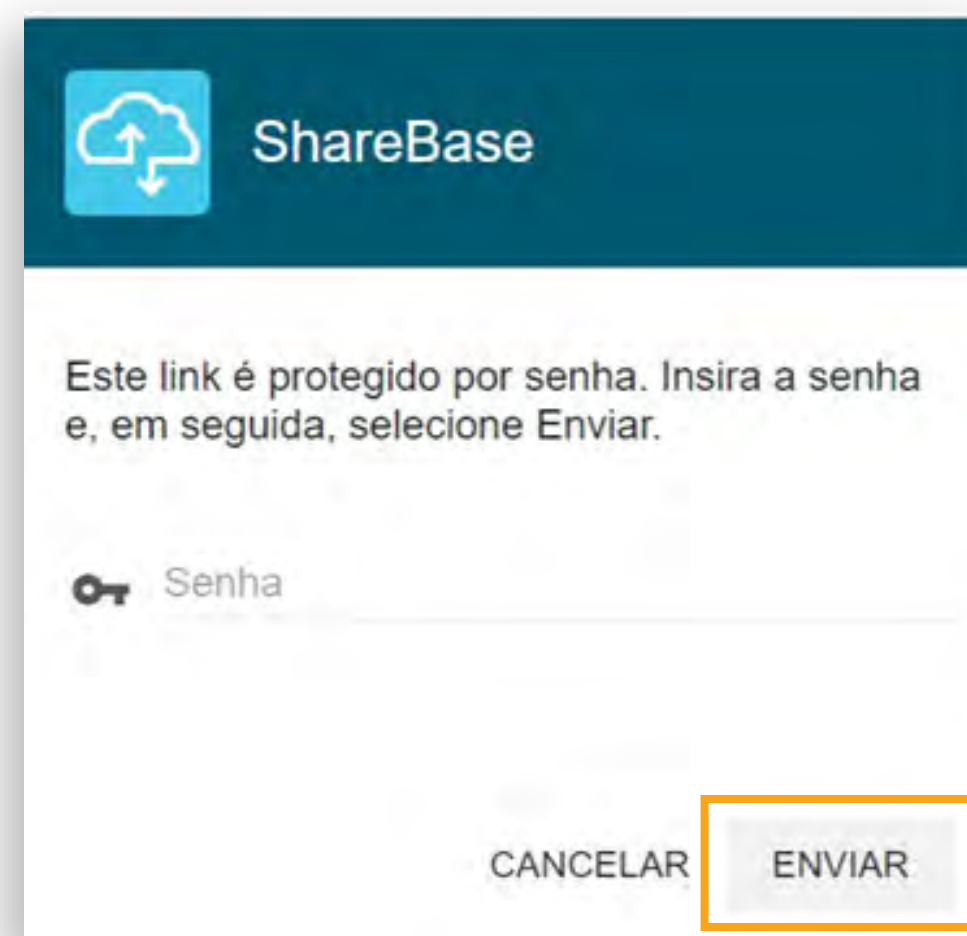 ShareBase
Este link é protegido por senha. Insira a senha
e, em seguida, selecione Enviar.
Senha
CANCELAR ENVIAR